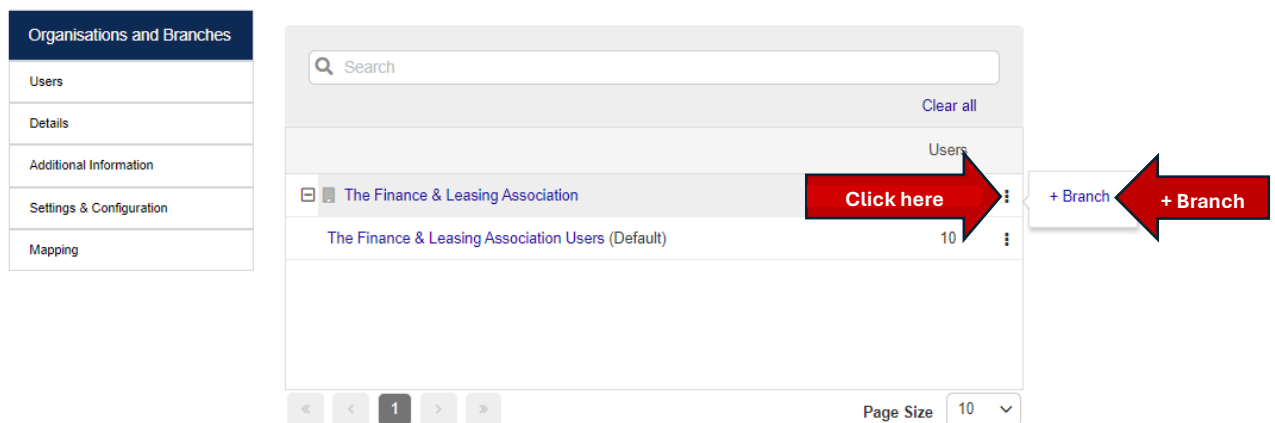 Organisations and Branches
Users
Details
Additional Information
Settings & Configuration
Mapping
Search
Clear all
Users
The Finance & Leasing Association
Click here
+ Branch
+ Branch
The Finance & Leasing Association Users (Default)
10
«
<
1
>
»
Page Size
10